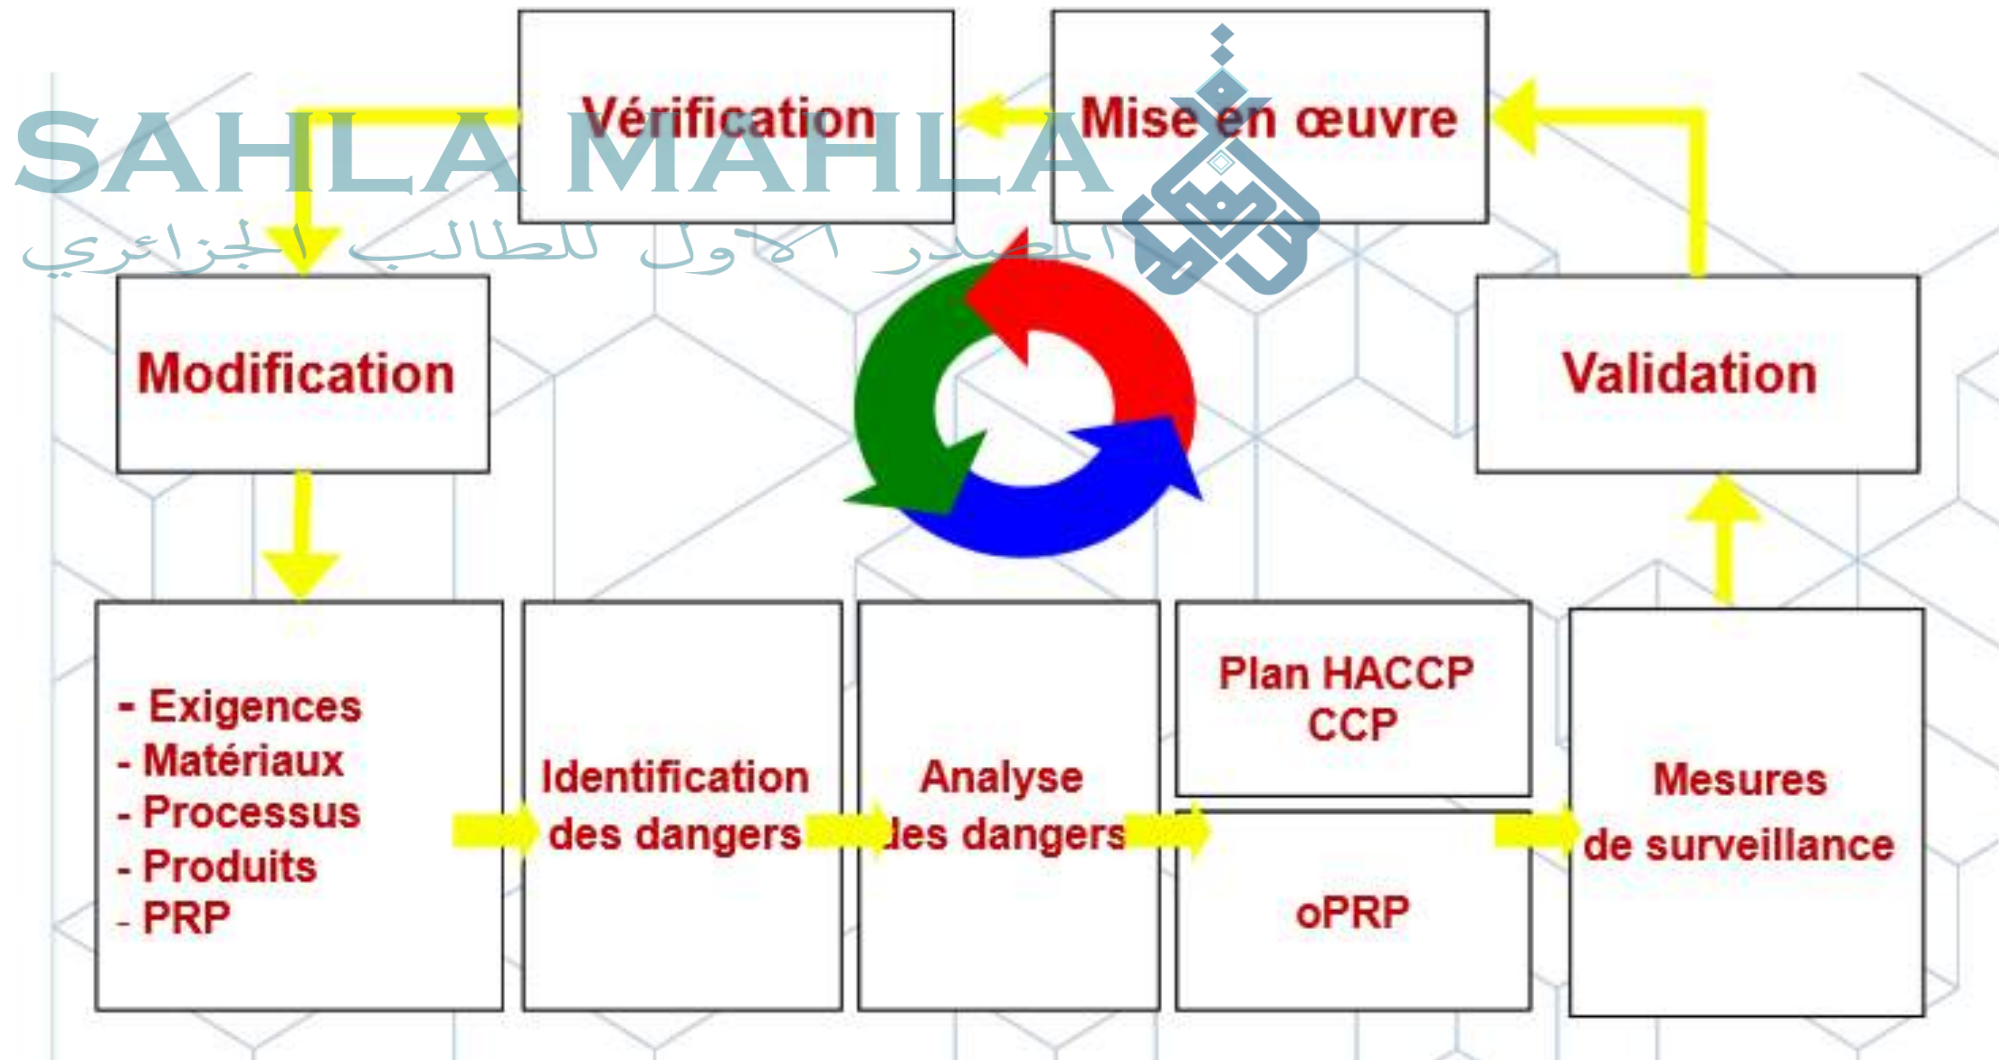 Vérification
Mise en œuvre
SAHLA MAHLA
المصدر الاول للطالب الجزائري
Modification
Validation
- Exigences
- Matériaux
- Processus
- Produits
- PRP
Identification
des dangers
Analyse
des dangers
Plan HACCP
CCP
oPRP
Mesures
de surveillance